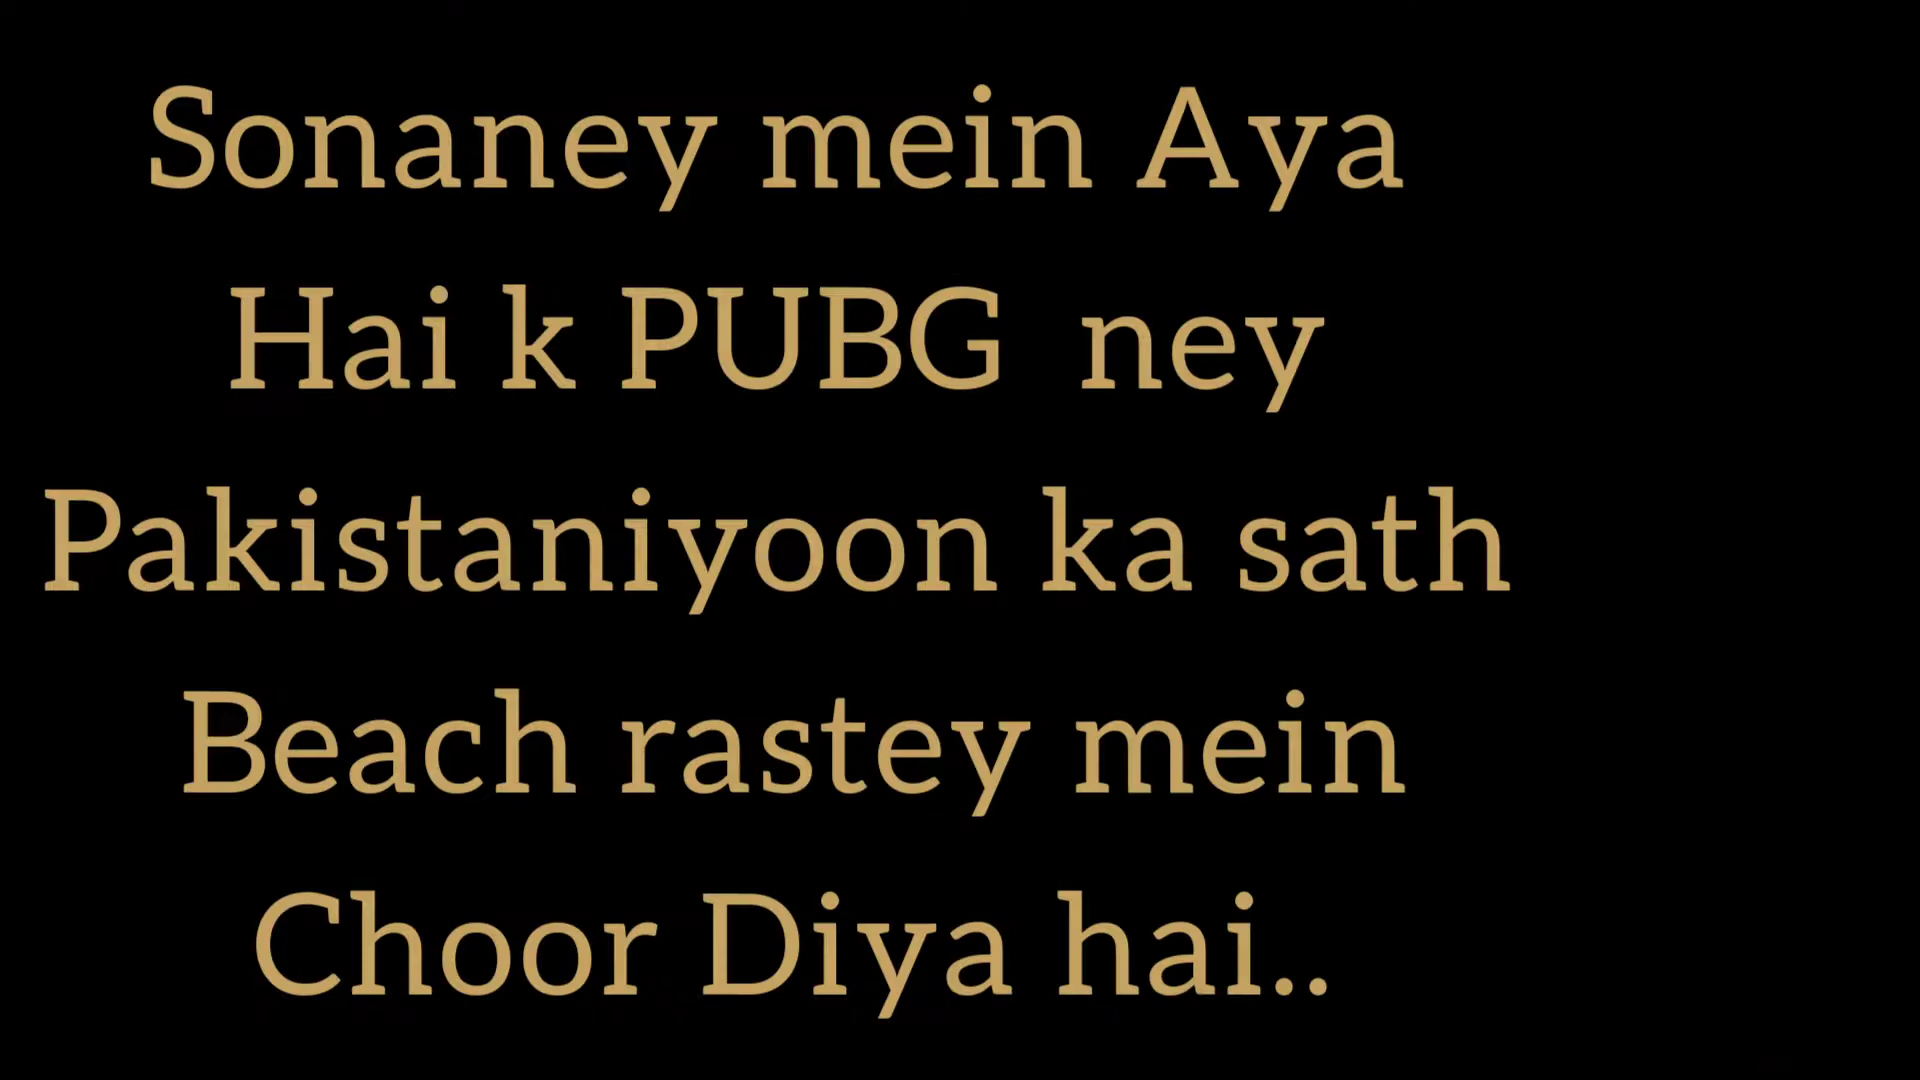 Sonaney mein Aya
Hai k PUBG  ney
Pakistaniyoon ka sath
Beach rastey mein
Choor Diya hai..